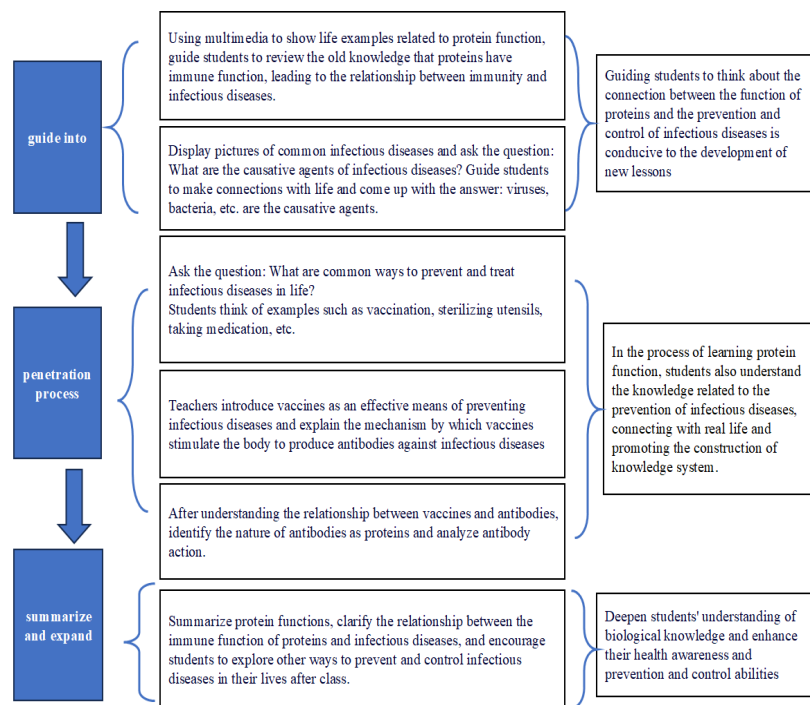 guide into
Using multimedia to show life examples related to protein function,
guide students to review the old knowledge that proteins have
immune function, leading to the relationship between immunity and
infectious diseases.
Display pictures of common infectious diseases and ask the question:
What are the causative agents of infectious diseases? Guide students
to make connections with life and come up with the answer: viruses,
bacteria, etc. are the causative agents.
Guiding students to think about the
connection between the function of
proteins and the prevention and
control of infectious diseases is
conducive to the development of
new lessons
penetration
process
Ask the question: What are common ways to prevent and treat
infectious diseases in life?
Students think of examples such as vaccination, sterilizing utensils,
taking medication, etc.
Teachers introduce vaccines as an effective means of preventing
infectious diseases and explain the mechanism by which vaccines
stimulate the body to produce antibodies against infectious diseases
After understanding the relationship between vaccines and antibodies,
identify the nature of antibodies as proteins and analyze antibody
action.
In the process of learning protein
function, students also understand
the knowledge related to the
prevention of infectious diseases,
connecting with real life and
promoting the construction of
knowledge system.
summarize
and expand
Summarize protein functions, clarify the relationship between the
immune function of proteins and infectious diseases, and encourage
students to explore other ways to prevent and control infectious
diseases in their lives after class.
Deepen students' understanding of
biological knowledge and enhance
their health awareness and
prevention and control abilities